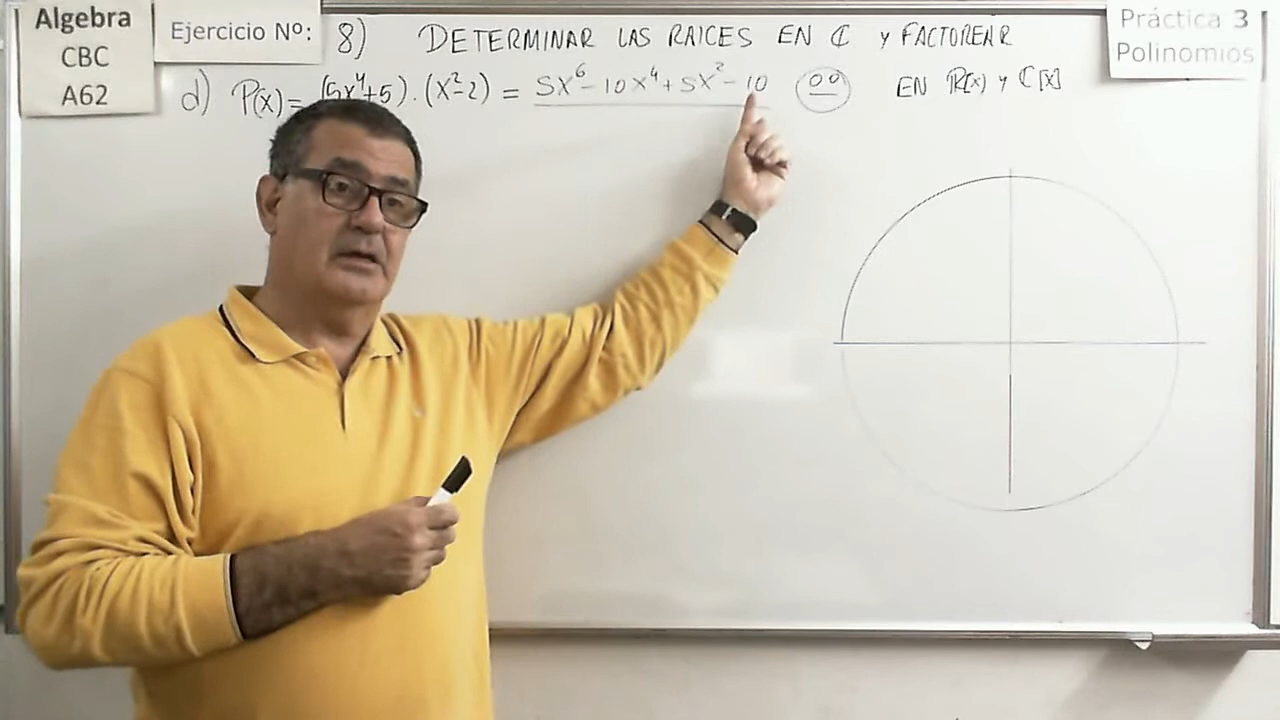 Algebra
CBC
A62
Ejercicio Nº:
8) DETERMINAR LAS RAICES EN ℂ Y FACTOREAR
d) P(x) = (5x⁴+5).(x²-2) = 5x⁶-10x⁴+5x²-10
EN ℝ[x] y ℂ[x]
Práctica 3
Polinomios